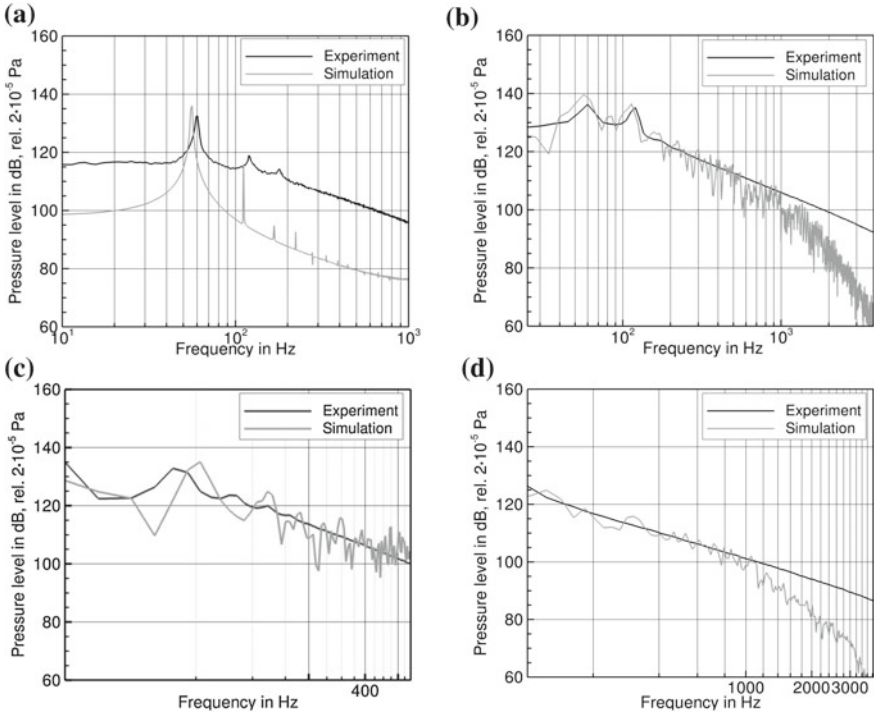 (a)
160
140
120
100
80
60
Pressure level in dB, rel. 2·10⁻⁵ Pa
Experiment
Simulation
10¹
10²
10³
Frequency in Hz
(b)
160
140
120
100
80
60
Pressure level in dB, rel. 2·10⁻⁵ Pa
Experiment
Simulation
10²
10³
Frequency in Hz
(c)
160
140
120
100
80
60
Pressure level in dB, rel. 2·10⁻⁵ Pa
Experiment
Simulation
400
Frequency in Hz
(d)
160
140
120
100
80
60
Pressure level in dB, rel. 2·10⁻⁵ Pa
Experiment
Simulation
1000 2000 3000
Frequency in Hz